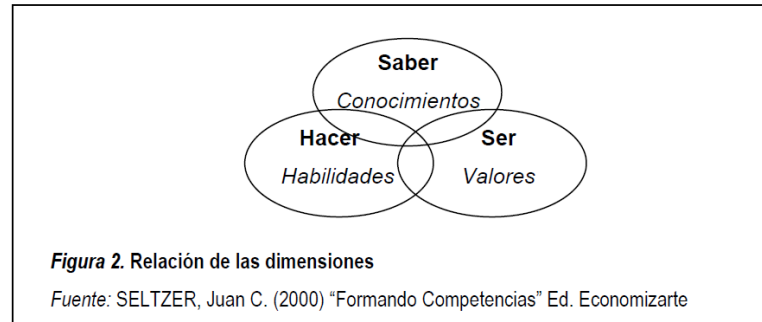 Saber
Conocimientos
Hacer
Ser
Habilidades
Valores
Figura 2. Relación de las dimensiones
Fuente: SELTZER, Juan C. (2000) “Formando Competencias” Ed. Economizarte